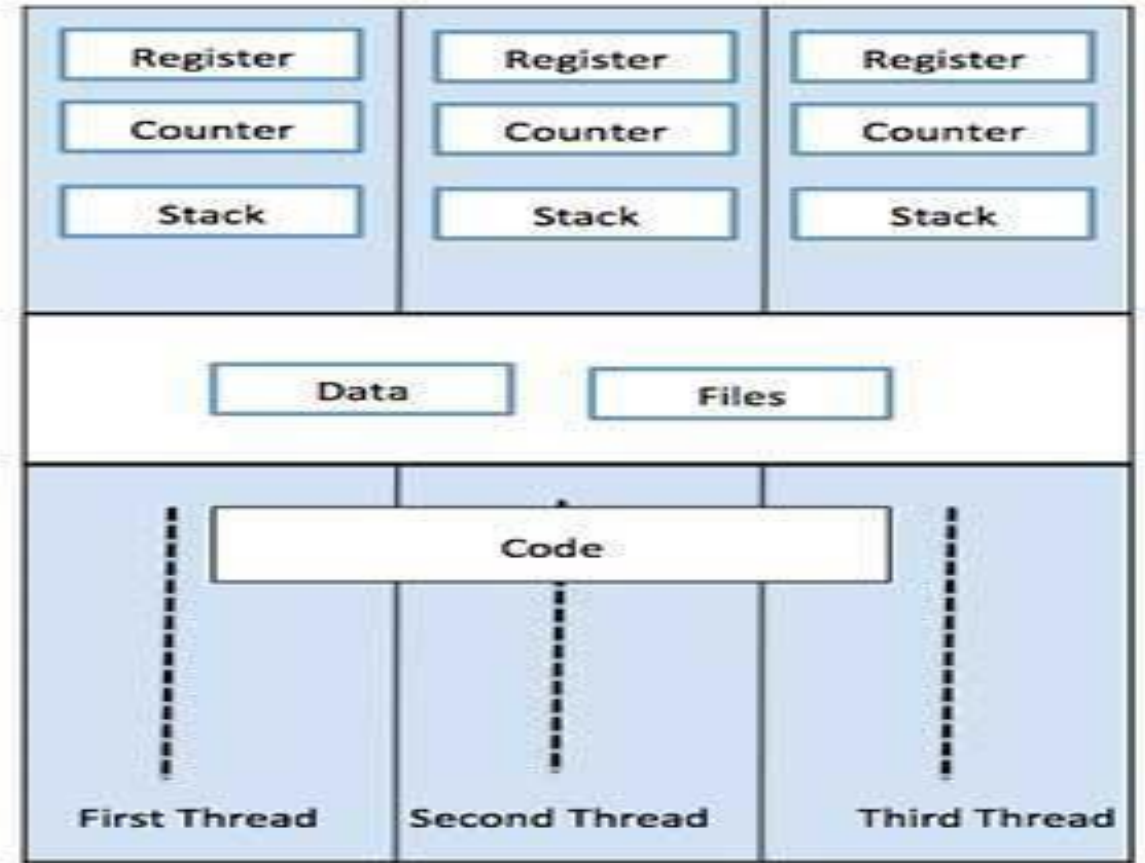 Register Register Register
Counter Counter Counter
Stack Stack Stack
Data Files
Code
First Thread Second Thread Third Thread